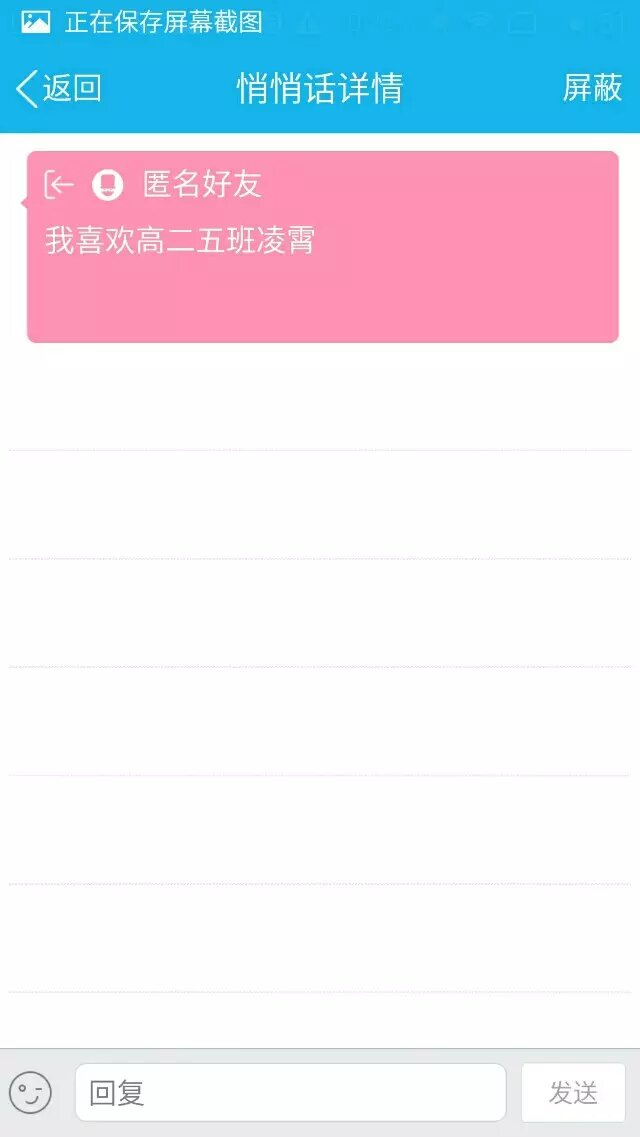 正在保存屏幕截图
返回
悄悄话详情
屏蔽
匿名好友
我喜欢高二五班凌霄
回复
发送